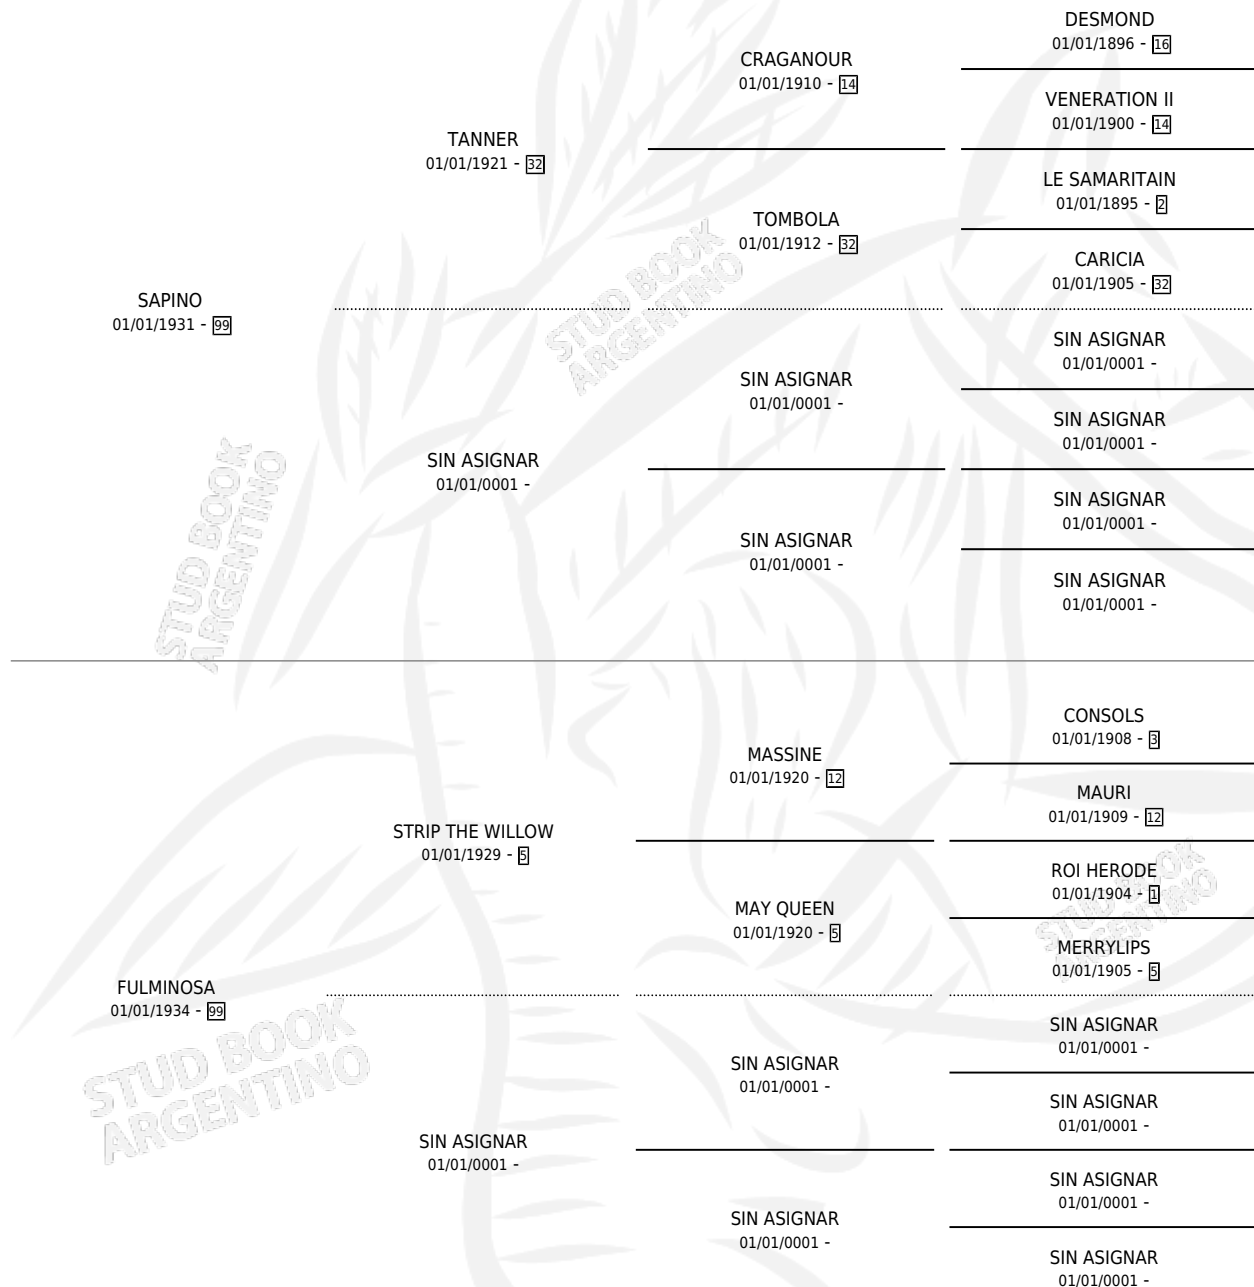 DESMOND
01/01/1896 - 16
CRAGANOUR
01/01/1910 - 14
VENERATION II
01/01/1900 - 14
TANNER
01/01/1921 - 32
LE SAMARITAIN
01/01/1895 - 2
TOMBOLA
01/01/1912 - 32
CARICIA
01/01/1905 - 32
SAPINO
01/01/1931 - 99
SIN ASIGNAR
01/01/0001 -
SIN ASIGNAR
01/01/0001 -
SIN ASIGNAR
01/01/0001 -
SIN ASIGNAR
01/01/0001 -
SIN ASIGNAR
01/01/0001 -
SIN ASIGNAR
01/01/0001 -
SIN ASIGNAR
01/01/0001 -
STUD BOOK
ARGENTINO
STUD BOOK
ARGENTINO
CONSOLS
01/01/1908 - 3
MASSINE
01/01/1920 - 12
MAURI
01/01/1909 - 12
STRIP THE WILLOW
01/01/1929 - 5
ROI HERODE
01/01/1904 - 1
MAY QUEEN
01/01/1920 - 5
MERRYLIPS
01/01/1905 - 5
FULMINOSA
01/01/1934 - 99
SIN ASIGNAR
01/01/0001 -
SIN ASIGNAR
01/01/0001 -
SIN ASIGNAR
01/01/0001 -
SIN ASIGNAR
01/01/0001 -
SIN ASIGNAR
01/01/0001 -
SIN ASIGNAR
01/01/0001 -
SIN ASIGNAR
01/01/0001 -
STUD BOOK
ARGENTINO
STUD BOOK
ARGENTINO